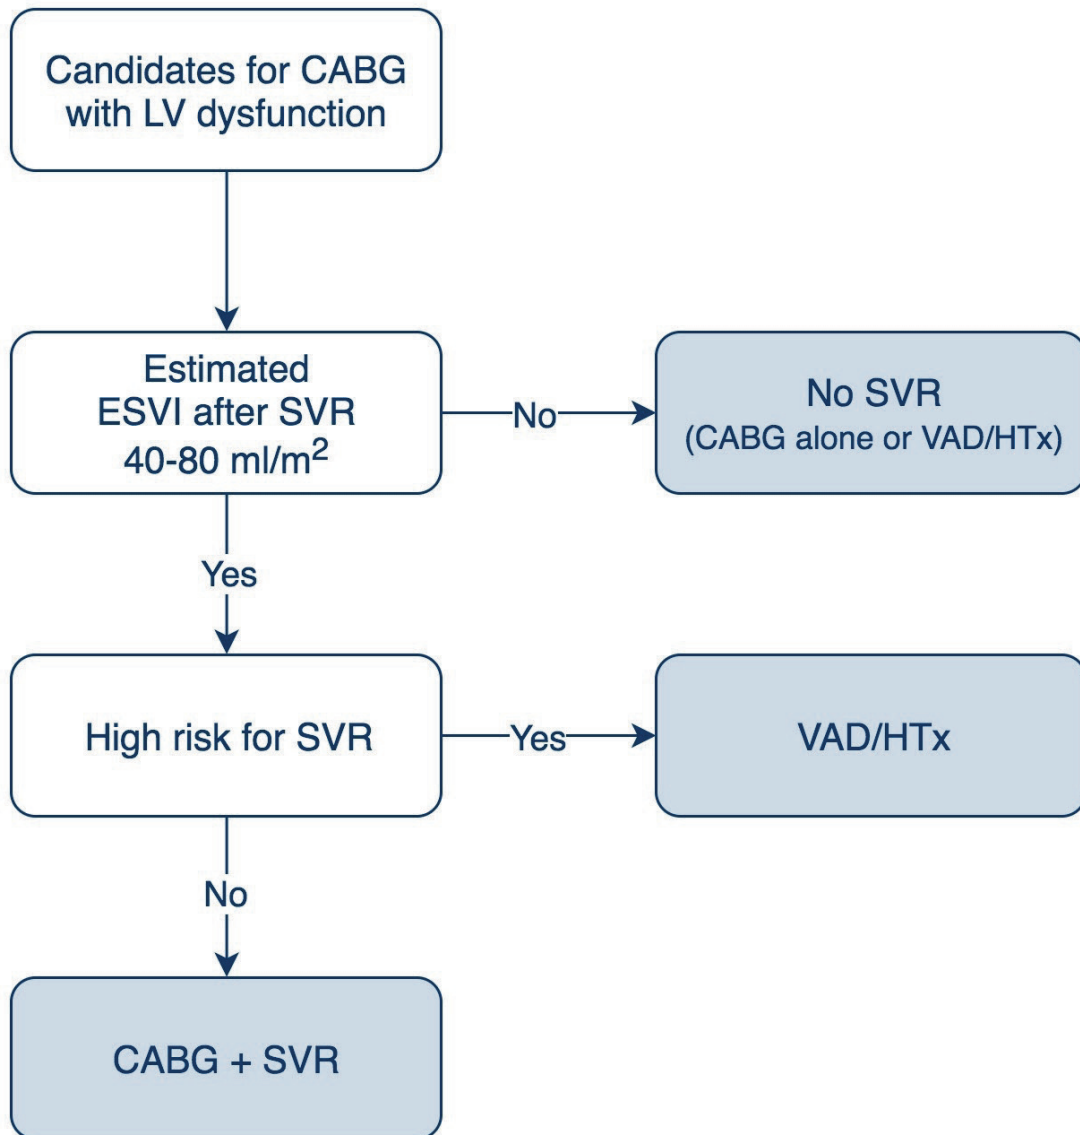 Candidates for CABG
with LV dysfunction
Estimated
ESVI after SVR
40-80 ml/m²
No
No SVR
(CABG alone or VAD/HTx)
Yes
High risk for SVR
Yes
VAD/HTx
No
CABG + SVR